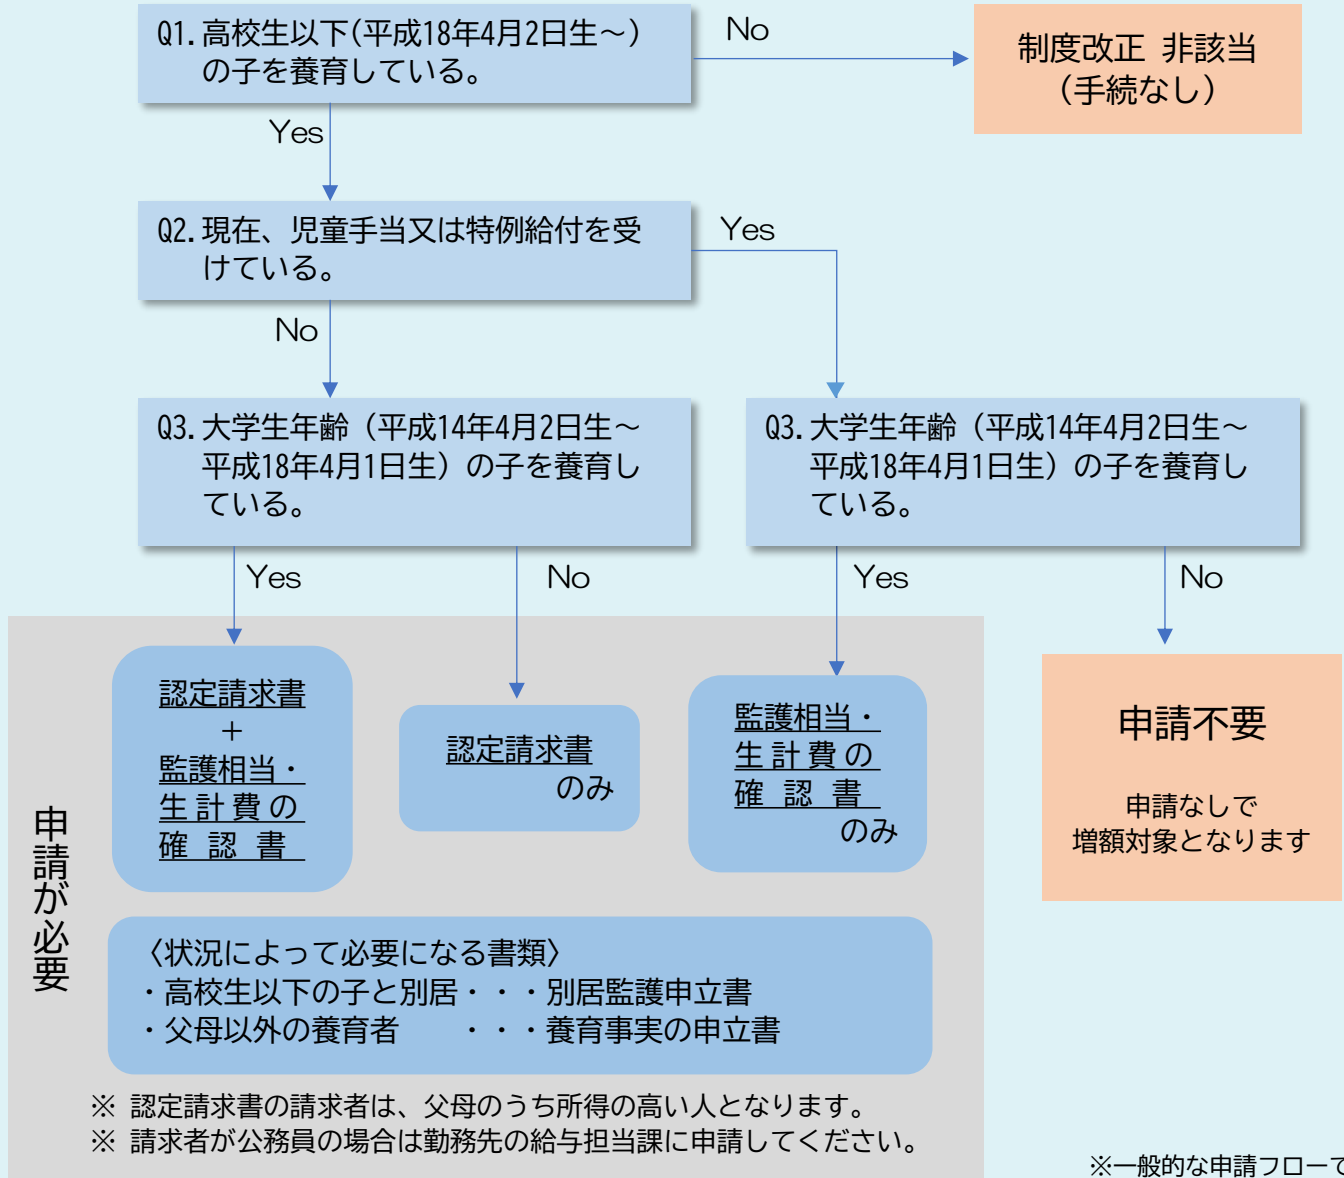 Q1.高校生以下(平成18年4月2日生～)
の子を養育している。
No
制度改正 非該当
（手続なし）
Yes
Q2.現在、児童手当又は特例給付を受
けている。
Yes
No
Q3.大学生年齢（平成14年4月2日生～
平成18年4月1日生）の子を養育し
ている。
Q3.大学生年齢（平成14年4月2日生～
平成18年4月1日生）の子を養育し
ている。
Yes
No
Yes
No
申請が必要
認定請求書
＋
監護相当・
生計費の
確認書
認定請求書
のみ
監護相当・
生計費の
確認書
のみ
申請不要
申請なしで
増額対象となります
〈状況によって必要になる書類〉
・高校生以下の子と別居・・・別居監護申立書
・父母以外の養育者　　・・・養育事実の申立書
※ 認定請求書の請求者は、父母のうち所得の高い人となります。
※ 請求者が公務員の場合は勤務先の給与担当課に申請してください。
※一般的な申請フローで